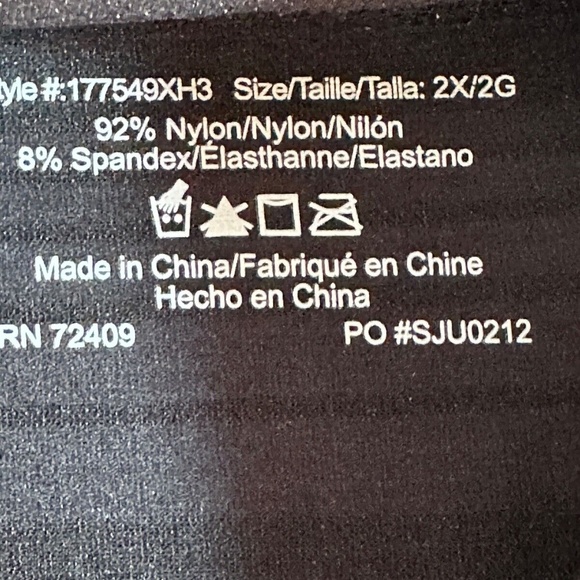 yle #:177549XH3 Size/Taille/Talla: 2X/2G
92% Nylon/Nylon/Nilón
8% Spandex/Élasthanne/Elastano
Made in China/Fabriqué en Chine
Hecho en China
RN 72409 PO #SJU0212